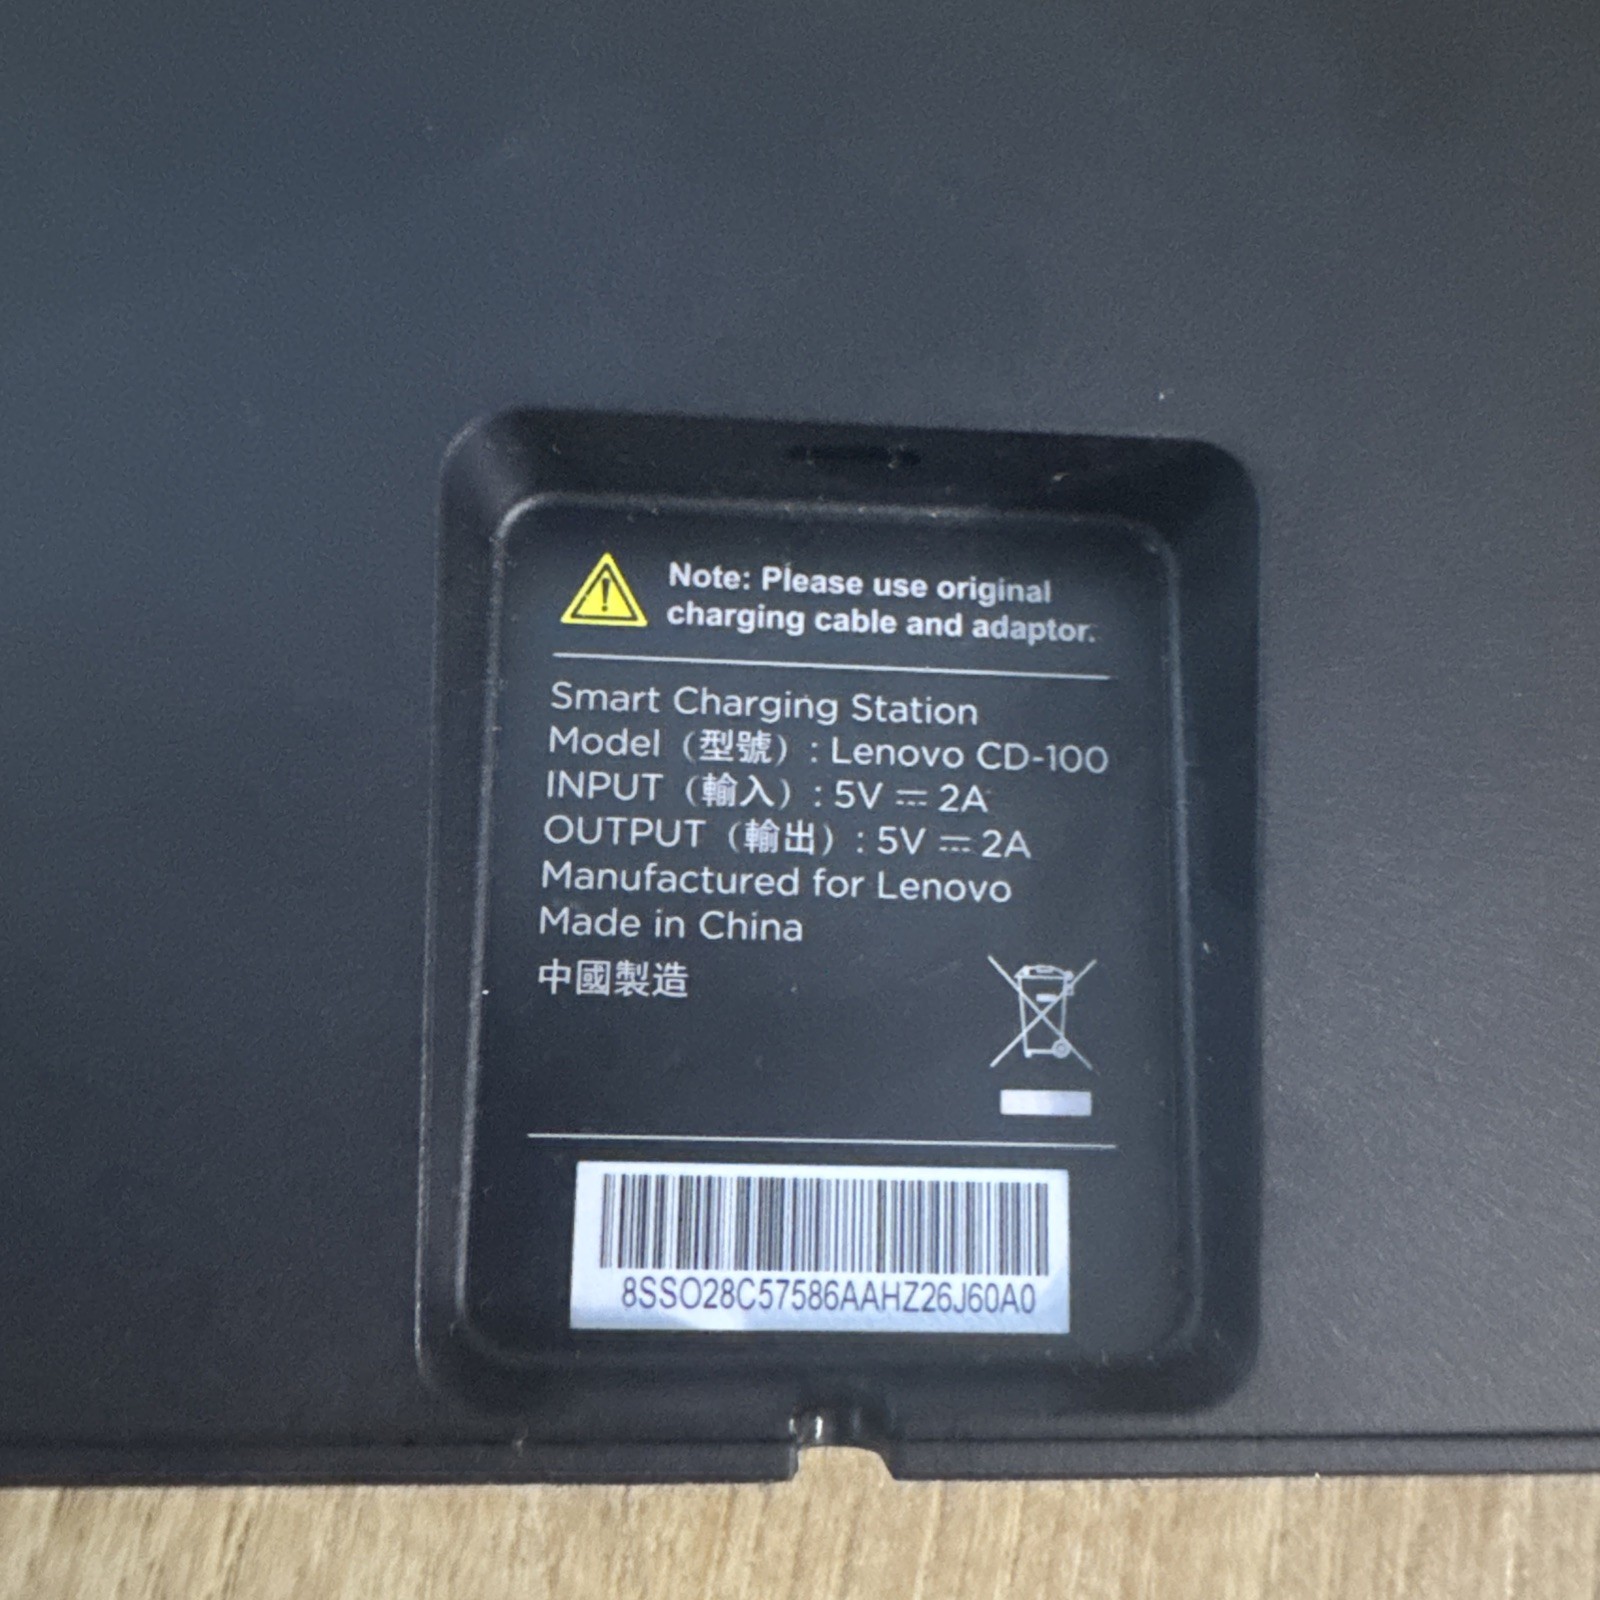 Note: Please use original
charging cable and adaptor.
Smart Charging Station
Model（型號）: Lenovo CD-100
INPUT（輸入）: 5V ⎓ 2A
OUTPUT（輸出）: 5V ⎓ 2A
Manufactured for Lenovo
Made in China
中國製造
8SSO28C57586AAHZ26J60A0